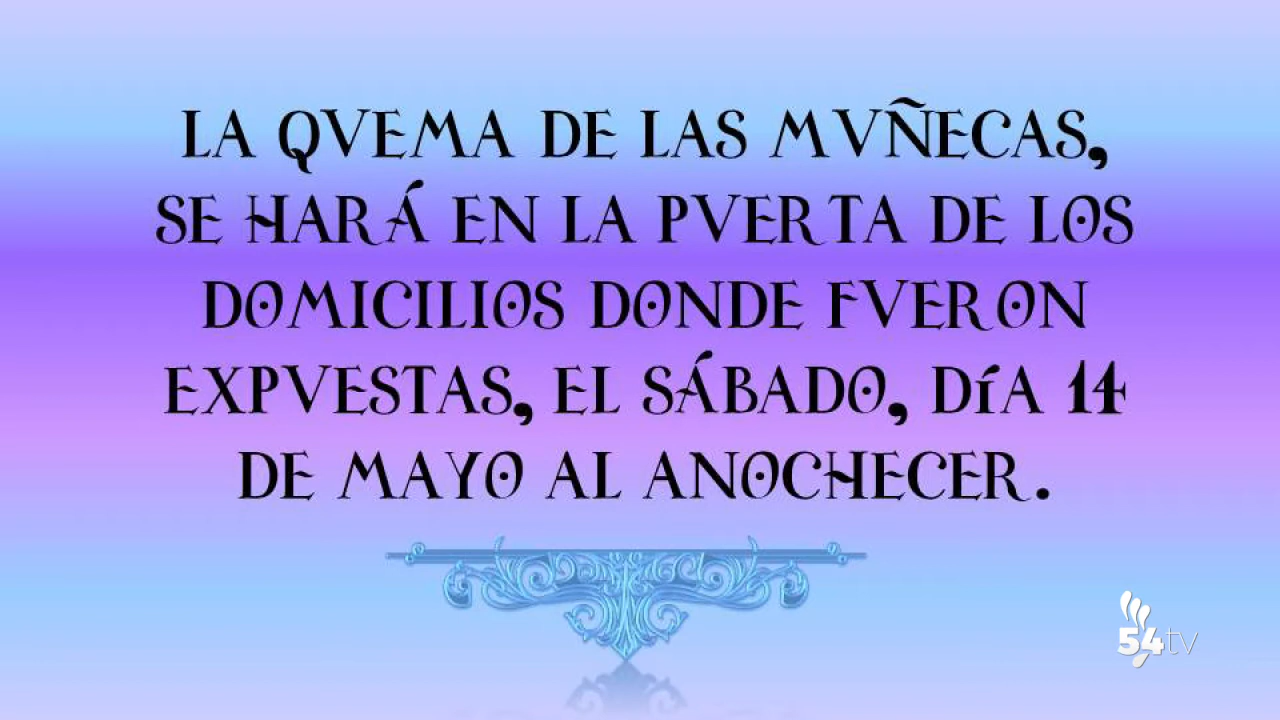 LA QVEMA DE LAS MVÑECAS,
SE HARÁ EN LA PVERTA DE LOS
DOMICILIOS DONDE FVERON
EXPVESTAS, EL SÁBADO, DÍA 14
DE MAYO AL ANOCHECER.
54tv